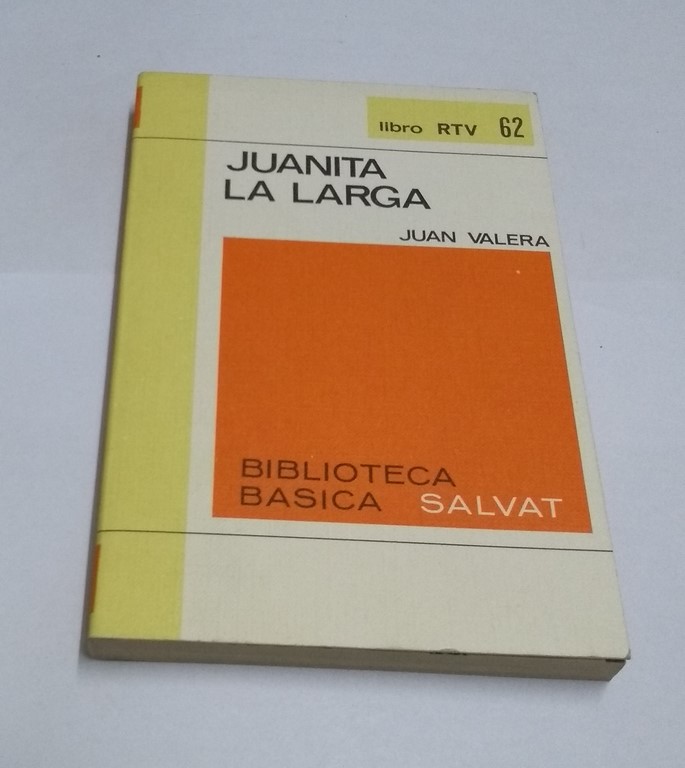 libro RTV 62
JUANITA
LA LARGA
JUAN VALERA
BIBLIOTECA
BASICA SALVAT